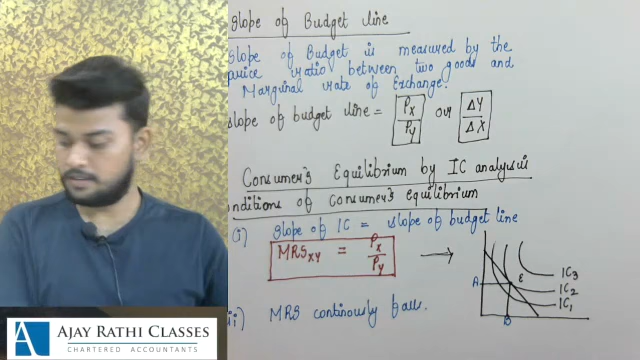 Slope of Budget line
Slope of Budget is measured by the
price ratio between two goods and
Marginal rate of Exchange.
slope of budget line = Px/Py or ΔY/ΔX
Consumer's Equilibrium by IC analysis
onditions of Consumer's equilibrium
(i) slope of IC = slope of budget line
MRSxy = Px/Py
A
E
IC3
IC2
IC1
B
ii) MRS continously falls.
AJAY RATHI CLASSES
CHARTERED ACCOUNTANTS